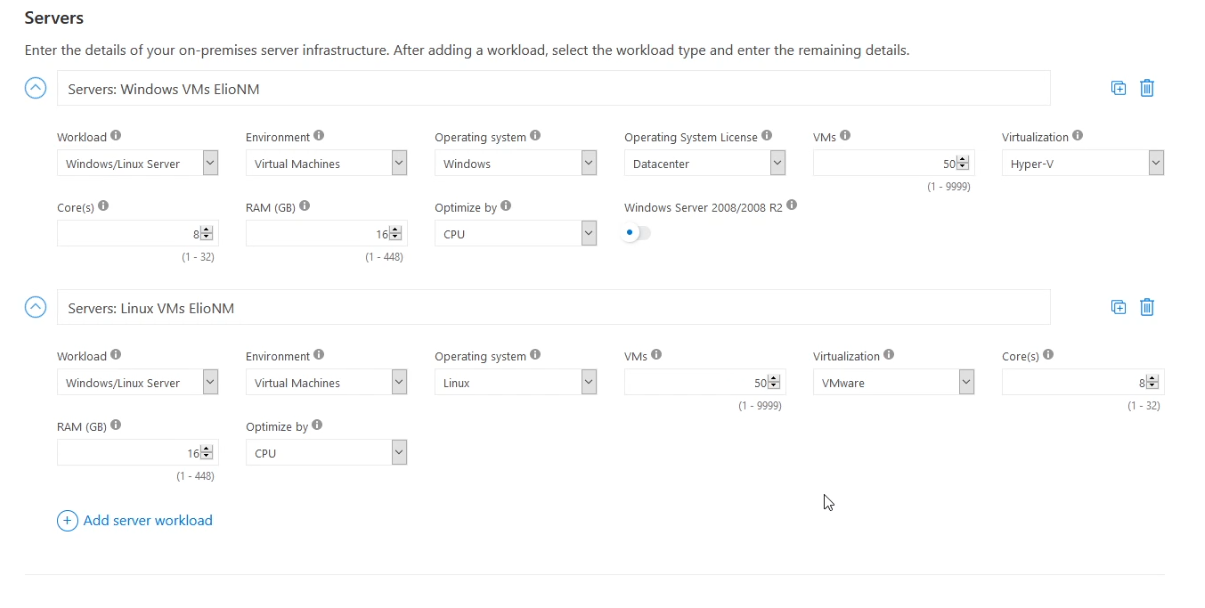 Servers
Enter the details of your on-premises server infrastructure. After adding a workload, select the workload type and enter the remaining details.
Servers: Windows VMs ElioNM
Workload Environment Operating system Operating System License VMs Virtualization
Windows/Linux Server Virtual Machines Windows Datacenter 50 Hyper-V
(1 - 9999)
Core(s) RAM (GB) Optimize by Windows Server 2008/2008 R2
8 16 CPU
(1 - 32) (1 - 448)
Servers: Linux VMs ElioNM
Workload Environment Operating system VMs Virtualization Core(s)
Windows/Linux Server Virtual Machines Linux 50 VMware 8
(1 - 9999) (1 - 32)
RAM (GB) Optimize by
16 CPU
(1 - 448)
Add server workload